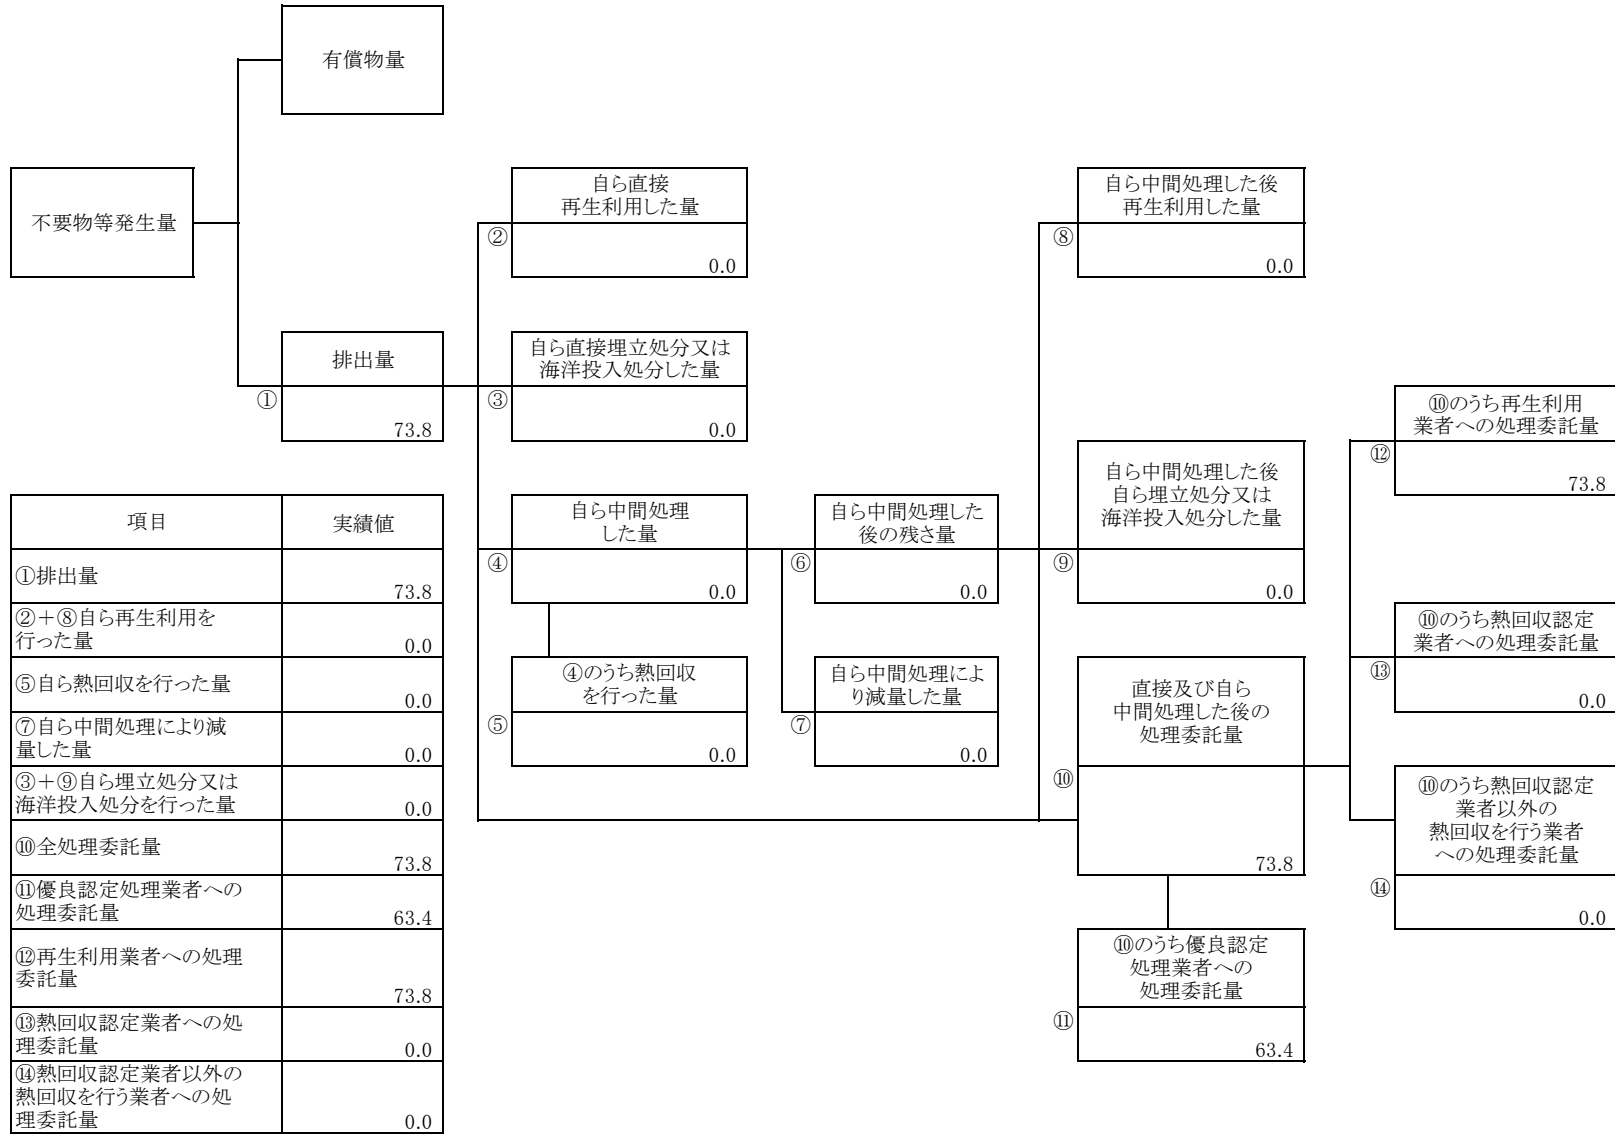 有償物量
不要物等発生量
自ら直接
再生利用した量
②
0.0
自ら中間処理した後
再生利用した量
⑧
0.0
排出量
①
73.8
自ら直接埋立処分又は
海洋投入処分した量
③
0.0
⑩のうち再生利用
業者への処理委託量
⑫
73.8
自ら中間処理
した量
④
0.0
自ら中間処理した
後の残さ量
⑥
0.0
自ら中間処理した後
自ら埋立処分又は
海洋投入処分した量
⑨
0.0
⑩のうち熱回収認定
業者への処理委託量
⑬
0.0
④のうち熱回収
を行った量
⑤
0.0
自ら中間処理によ
り減量した量
⑦
0.0
直接及び自ら
中間処理した後の
処理委託量
⑩
73.8
⑩のうち熱回収認定
業者以外の
熱回収を行う業者
への処理委託量
⑭
0.0
⑩のうち優良認定
処理業者への
処理委託量
⑪
63.4
項目 実績値
①排出量 73.8
②+⑧自ら再生利用を
行った量 0.0
⑤自ら熱回収を行った量 0.0
⑦自ら中間処理により減
量した量 0.0
③+⑨自ら埋立処分又は
海洋投入処分を行った量 0.0
⑩全処理委託量 73.8
⑪優良認定処理業者への
処理委託量 63.4
⑫再生利用業者への処理
委託量 73.8
⑬熱回収認定業者への処
理委託量 0.0
⑭熱回収認定業者以外の
熱回収を行う業者への処
理委託量 0.0